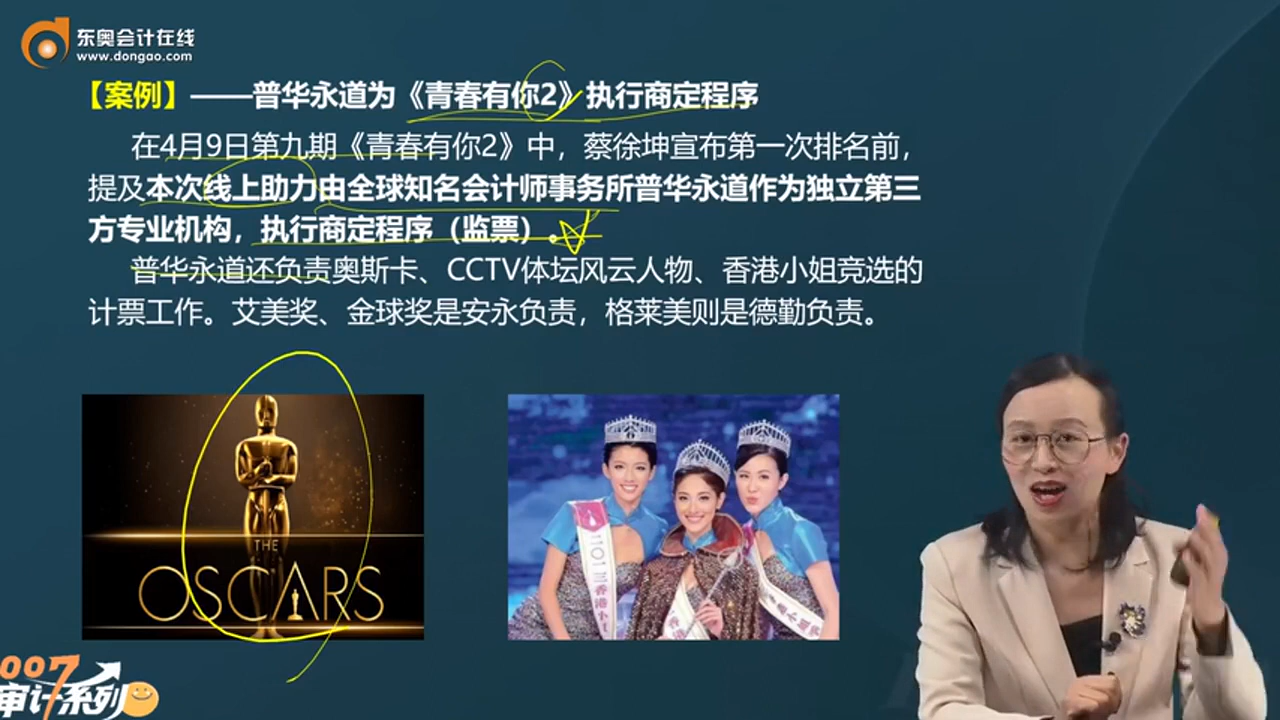 东奥会计在线
www.dongao.com
【案例】——普华永道为《青春有你2》执行商定程序
在4月9日第九期《青春有你2》中，蔡徐坤宣布第一次排名前，
提及本次线上助力由全球知名会计师事务所普华永道作为独立第三
方专业机构，执行商定程序（监票）。
普华永道还负责奥斯卡、CCTV体坛风云人物、香港小姐竞选的
计票工作。艾美奖、金球奖是安永负责，格莱美则是德勤负责。
THE
OSCARS
007
审计系列